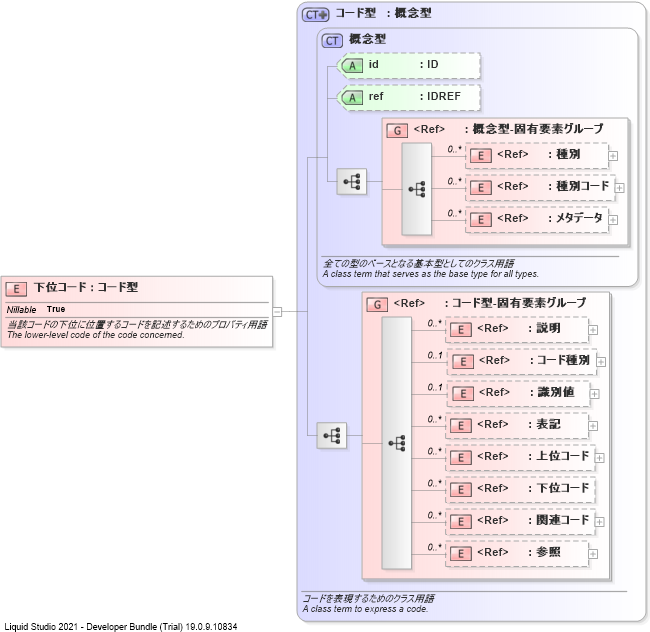 CT コード型 : 概念型
CT 概念型
A id : ID
A ref : IDREF
G <Ref> : 概念型-固有要素グループ
0..* E <Ref> : 種別
0..* E <Ref> : 種別コード
0..* E <Ref> : メタデータ
全ての型のベースとなる基本型としてのクラス用語
A class term that serves as the base type for all types.
E 下位コード : コード型
Nillable True
当該コードの下位に位置するコードを記述するためのプロパティ用語
The lower-level code of the code concerned.
G <Ref> : コード型-固有要素グループ
0..* E <Ref> : 説明
0..1 E <Ref> : コード種別
0..1 E <Ref> : 識別値
0..* E <Ref> : 表記
0..* E <Ref> : 上位コード
0..* E <Ref> : 下位コード
0..* E <Ref> : 関連コード
0..* E <Ref> : 参照
コードを表現するためのクラス用語
A class term to express a code.
Liquid Studio 2021 - Developer Bundle (Trial) 19.0.9.10834